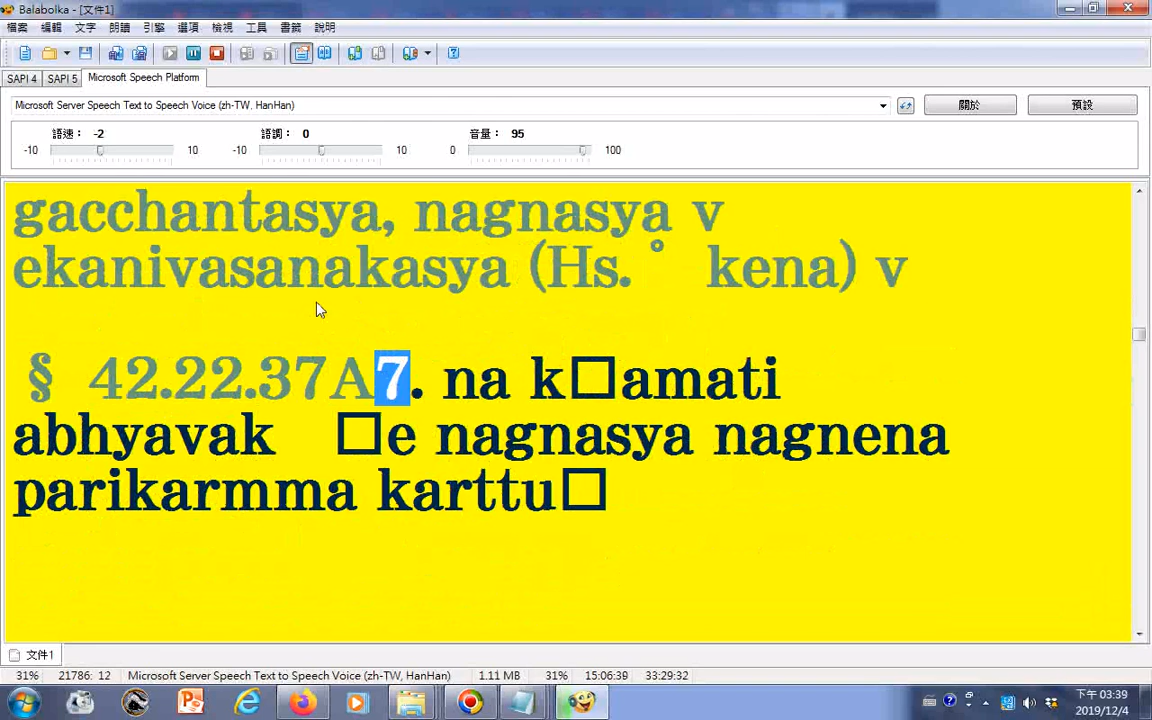 Balabolka - [文件1]
檔案 編輯 文字 朗讀 引擎 選項 檢視 工具 書籤 說明
SAPI 4 SAPI 5 Microsoft Speech Platform
Microsoft Server Speech Text to Speech Voice (zh-TW, HanHan) 關於 預設
語速： -2 語調： 0 音量： 95
-10 10 -10 10 0 100
gacchantasya, nagnasya v
ekanivasanakasya (Hs. ° kena) v
§ 42.22.37A7. na k□amati
abhyavak □e nagnasya nagnena
parikarmma karttu□
文件1
31% 21786: 12 Microsoft Server Speech Text to Speech Voice (zh-TW, HanHan) 1.11 MB 31% 15:06:39 33:29:32
下午 03:39
2019/12/4